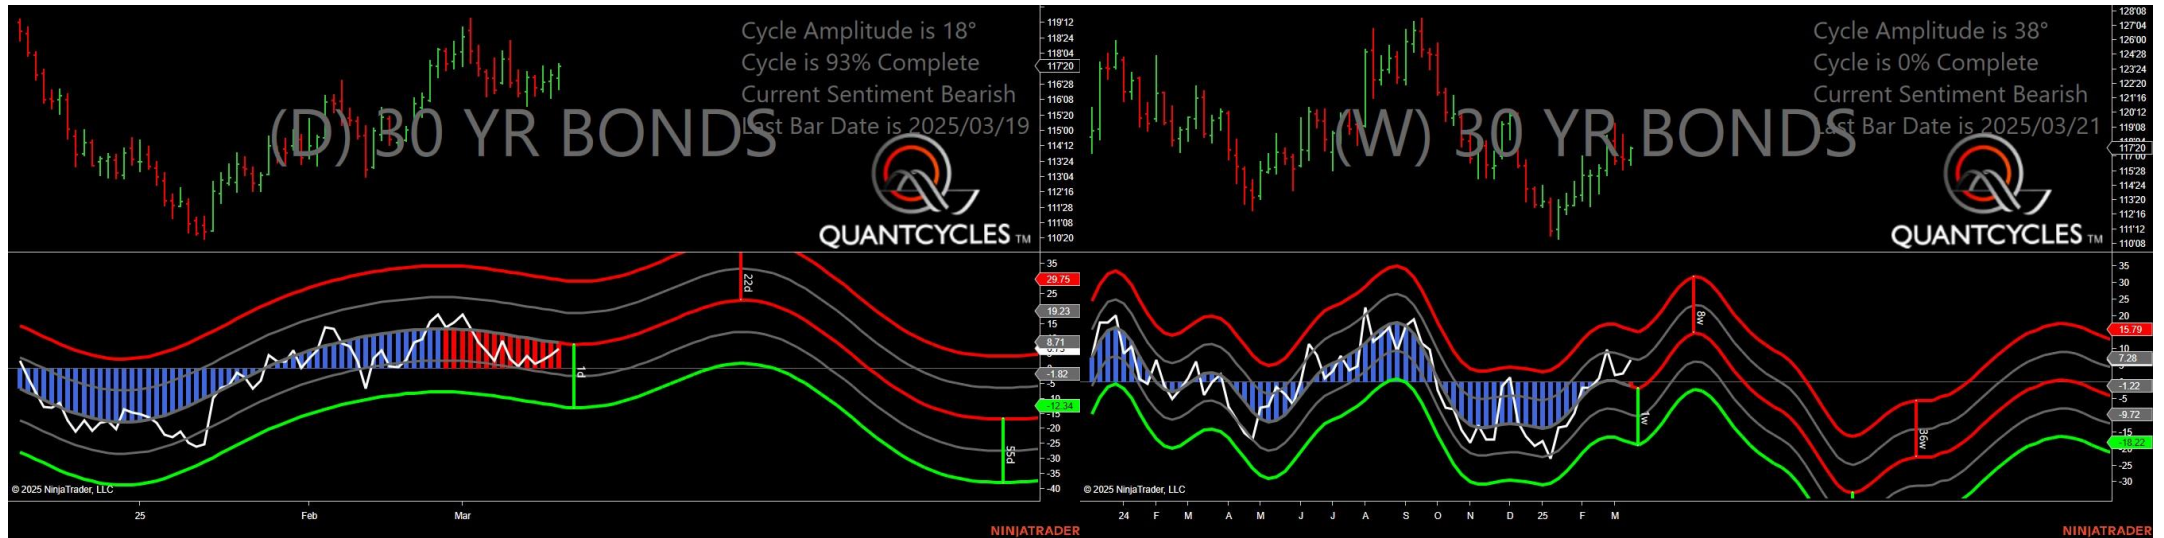 Cycle Amplitude is 18°
Cycle is 93% Complete
Current Sentiment Bearish
Last Bar Date is 2025/03/19
(D) 30 YR BONDS
QUANTCYCLES TM
119'12
118'24
118'04
117'20
116'28
116'08
115'20
115'00
114'12
113'24
113'04
112'16
111'28
111'08
110'20
35
29.75
25
19.23
15
8.71
-1.82
-5
-12.34
-15
-20
-25
-30
-35
-40
22d
1d
55d
© 2025 NinjaTrader, LLC
25 Feb Mar
NINJATRADER
Cycle Amplitude is 38°
Cycle is 0% Complete
Current Sentiment Bearish
Last Bar Date is 2025/03/21
(W) 30 YR BONDS
QUANTCYCLES TM
128'08
127'04
126'00
124'28
123'24
122'20
121'16
120'12
119'08
117'20
117'00
115'28
114'24
113'20
112'16
111'12
110'08
35
30
25
20
15.79
10
7.28
-1.22
-5
-9.72
-15
-18.22
-25
-30
8w
1w
36w
© 2025 NinjaTrader, LLC
24 F M A M J J A S O N D 25 F M
NINJATRADER